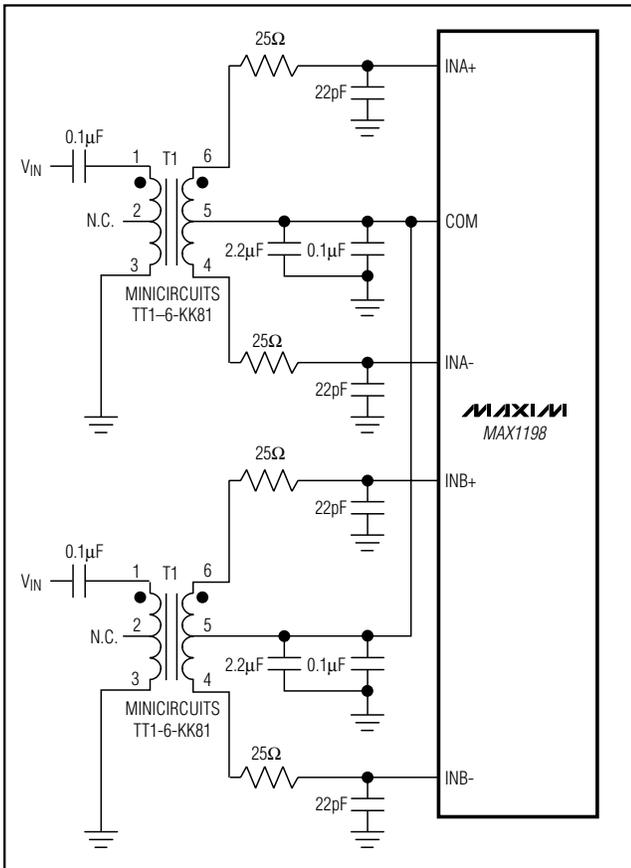 25Ω
INA+
22pF
0.1µF
VIN
1 T1 6
N.C. 2 5
COM
2.2µF 0.1µF
3 4
MINICIRCUITS
TT1–6-KK81
25Ω
INA-
22pF
MAXIM
MAX1198
25Ω
INB+
22pF
0.1µF
VIN
1 T1 6
N.C. 2 5
2.2µF 0.1µF
3 4
MINICIRCUITS
TT1-6-KK81
25Ω
INB-
22pF